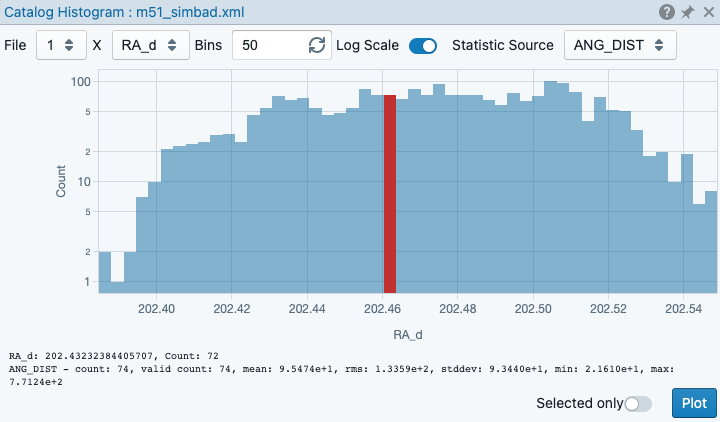 Catalog Histogram : m51_simbad.xml
File 1 X RA_d Bins 50 Log Scale Statistic Source ANG_DIST
100
5
2
10
5
2
1
Count
202.40 202.42 202.44 202.46 202.48 202.50 202.52 202.54
RA_d
RA_d: 202.43232384405707, Count: 72
ANG_DIST - count: 74, valid count: 74, mean: 9.5474e+1, rms: 1.3359e+2, stddev: 9.3440e+1, min: 2.1610e+1, max:
7.7124e+2
Selected only Plot